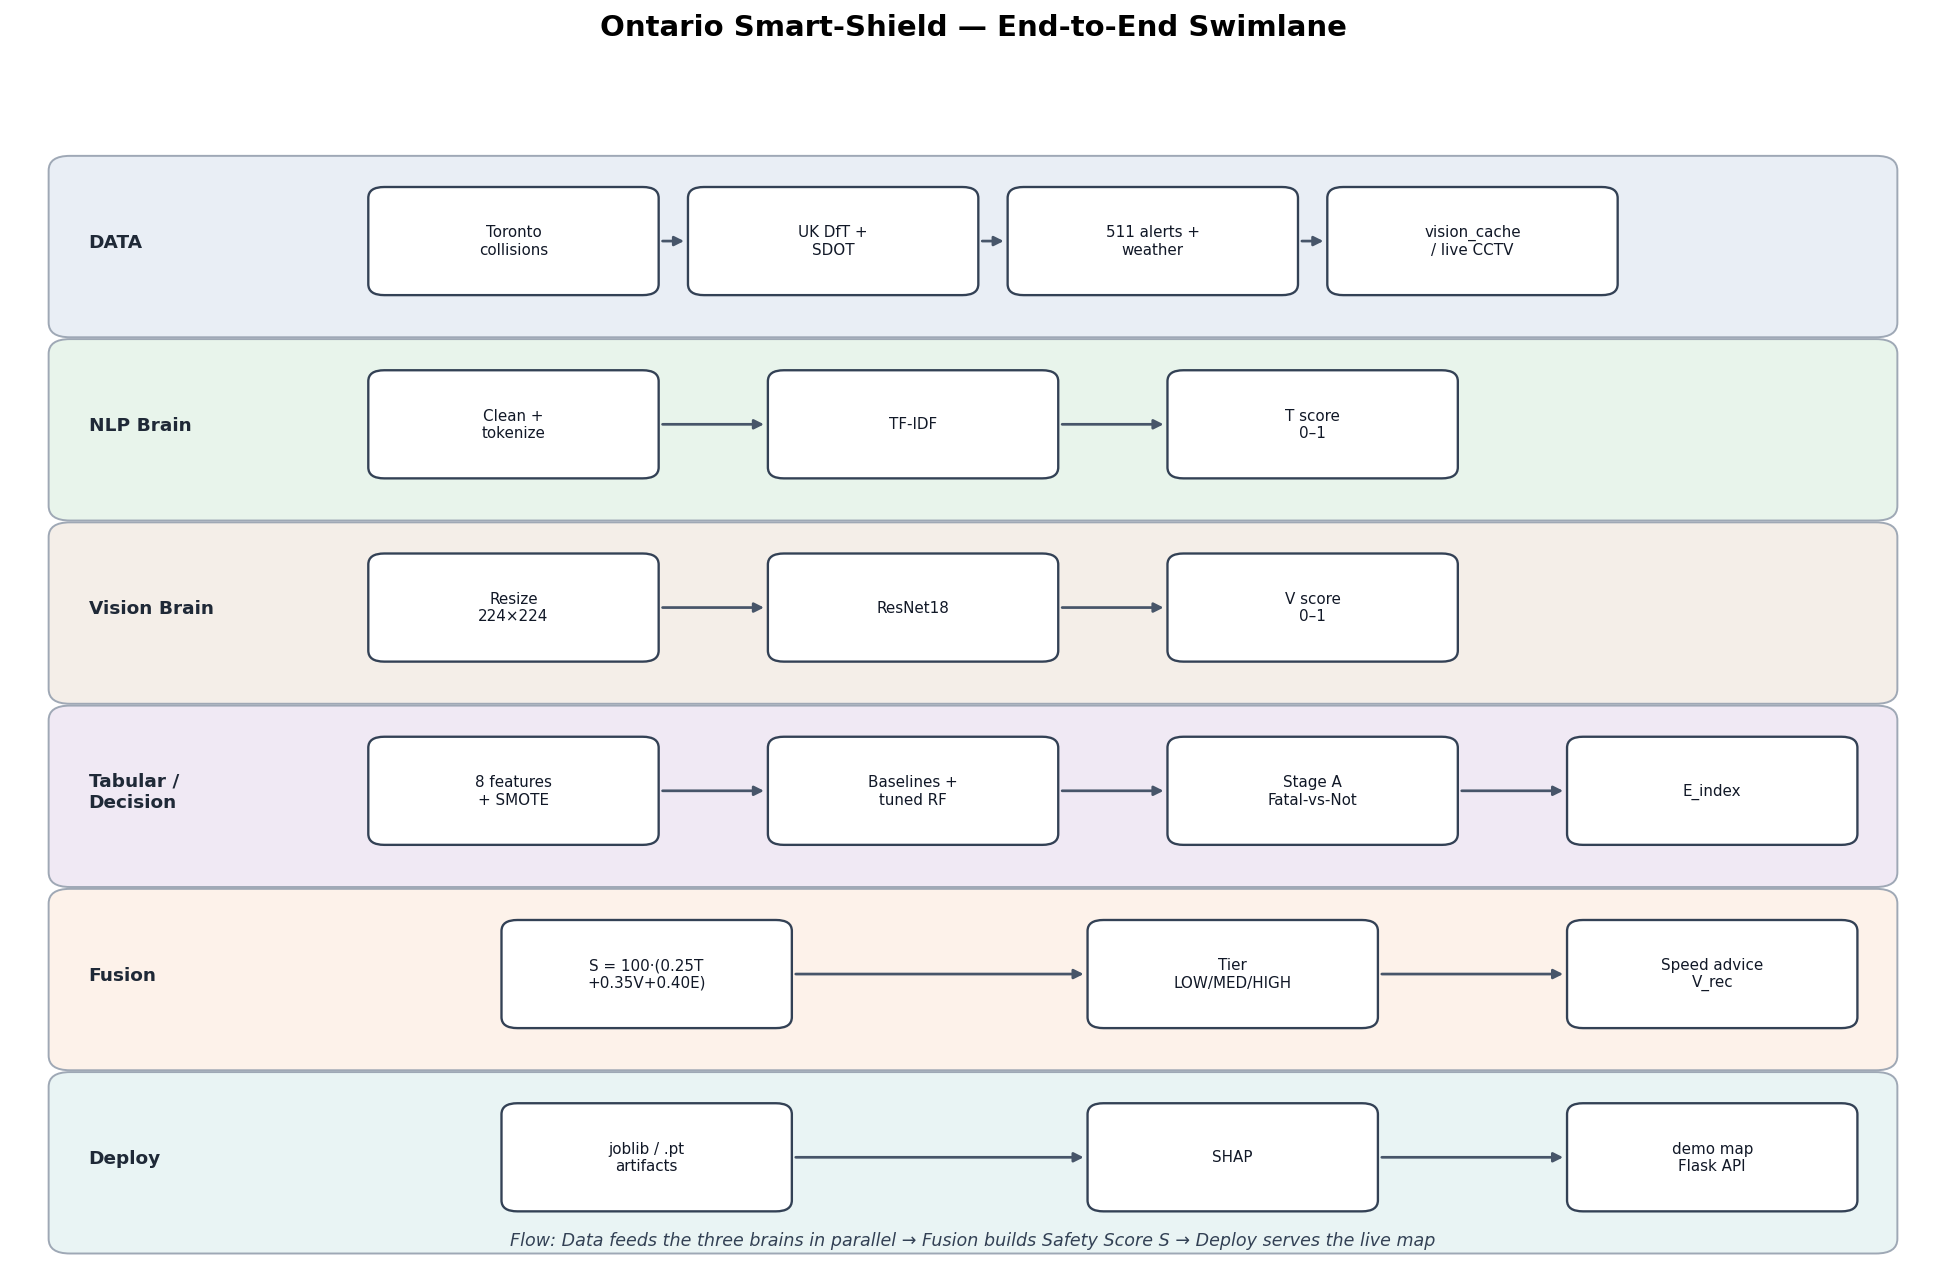 Ontario Smart-Shield — End-to-End Swimlane
DATA
Toronto
collisions
UK DfT +
SDOT
511 alerts +
weather
vision_cache
/ live CCTV
NLP Brain
Clean +
tokenize
TF-IDF
T score
0–1
Vision Brain
Resize
224×224
ResNet18
V score
0–1
Tabular /
Decision
8 features
+ SMOTE
Baselines +
tuned RF
Stage A
Fatal-vs-Not
E_index
Fusion
S = 100·(0.25T
+0.35V+0.40E)
Tier
LOW/MED/HIGH
Speed advice
V_rec
Deploy
joblib / .pt
artifacts
SHAP
demo map
Flask API
Flow: Data feeds the three brains in parallel → Fusion builds Safety Score S → Deploy serves the live map